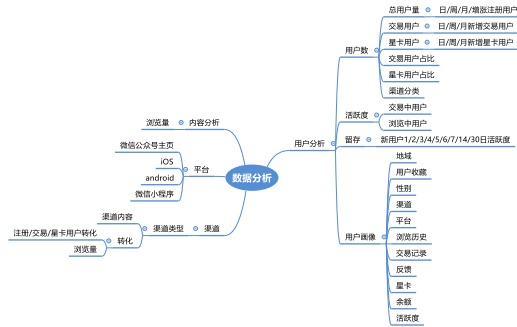 数据分析
用户分析
用户数
总用户量
日/周/月/增涨注册用户
交易用户
日/周/月新增交易用户
星卡用户
日/周/月新增星卡用户
交易用户占比
星卡用户占比
渠道分类
活跃度
交易中用户
浏览中用户
留存
新用户1/2/3/4/5/6/7/14/30日活跃度
用户画像
地域
用户收藏
性别
渠道
平台
浏览历史
交易记录
反馈
星卡
余额
活跃度
内容分析
浏览量
平台
微信公众号主页
iOS
android
微信小程序
渠道
渠道类型
渠道内容
转化
注册/交易/星卡用户转化
浏览量